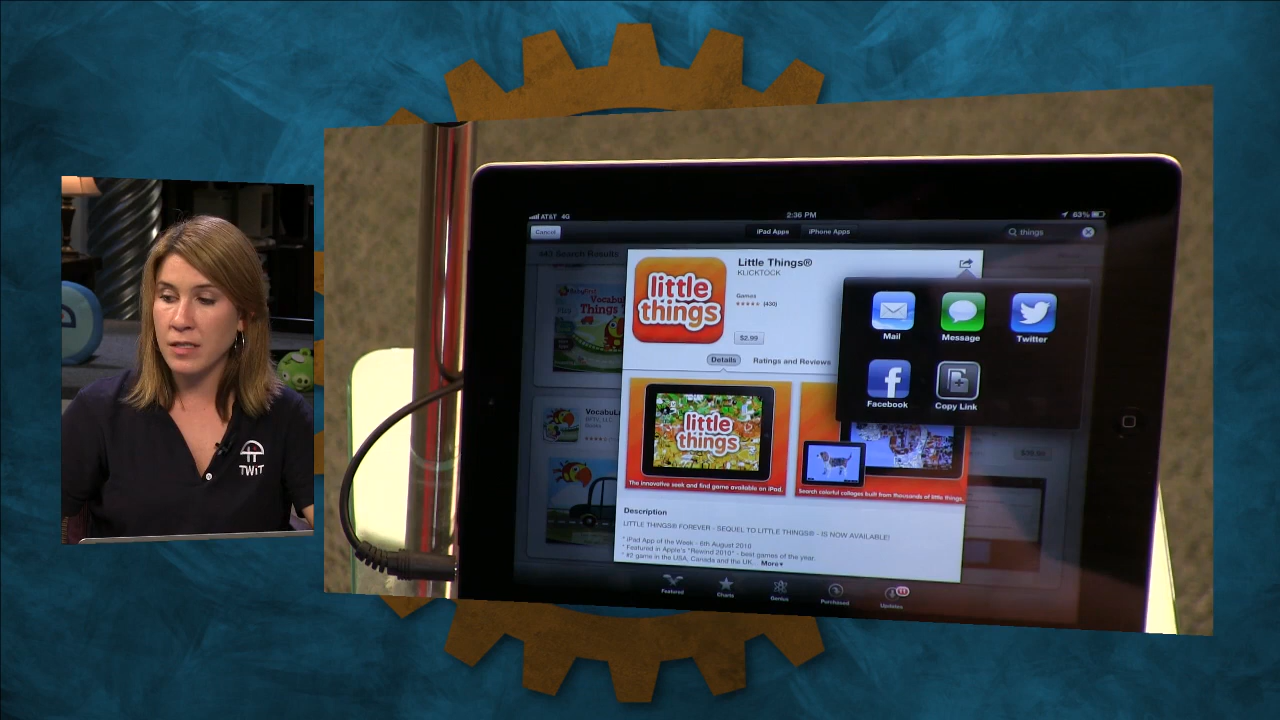 TWiT
AT&T 4G
2:36 PM
63%
Cancel
iPad Apps
iPhone Apps
things
Search Results
Little Things®
KLICKTOCK
Games
(430)
$2.99
Details
Ratings and Reviews
little
things
Mail
Message
Twitter
Facebook
Copy Link
little
things
The innovative seek and find game available on iPad.
Search colorful collages built from thousands of little things.
Description
LITTLE THINGS® FOREVER - SEQUEL TO LITTLE THINGS® - IS NOW AVAILABLE!
* iPad App of the Week - 6th August 2010
* Featured in Apple's "Rewind 2010" - best games of the year.
* #2 game in the USA, Canada and the UK... More
Featured
Charts
Genius
Purchased
Updates